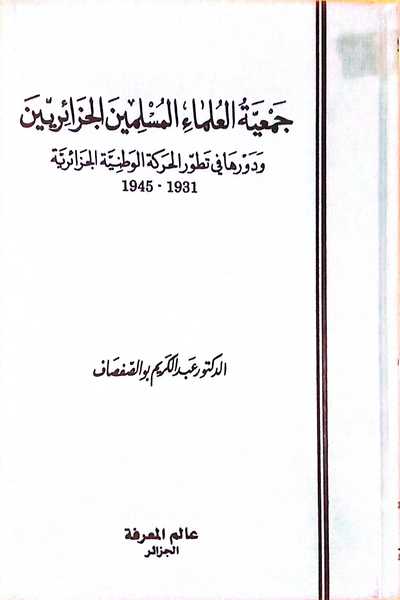 جمعية العلماء المسلمين الجزائريين
ودورها في تطور الحركة الوطنية الجزائرية
1931 - 1945
الدكتور عبد الكريم بوالصفصاف
عالم المعرفة
الجزائر